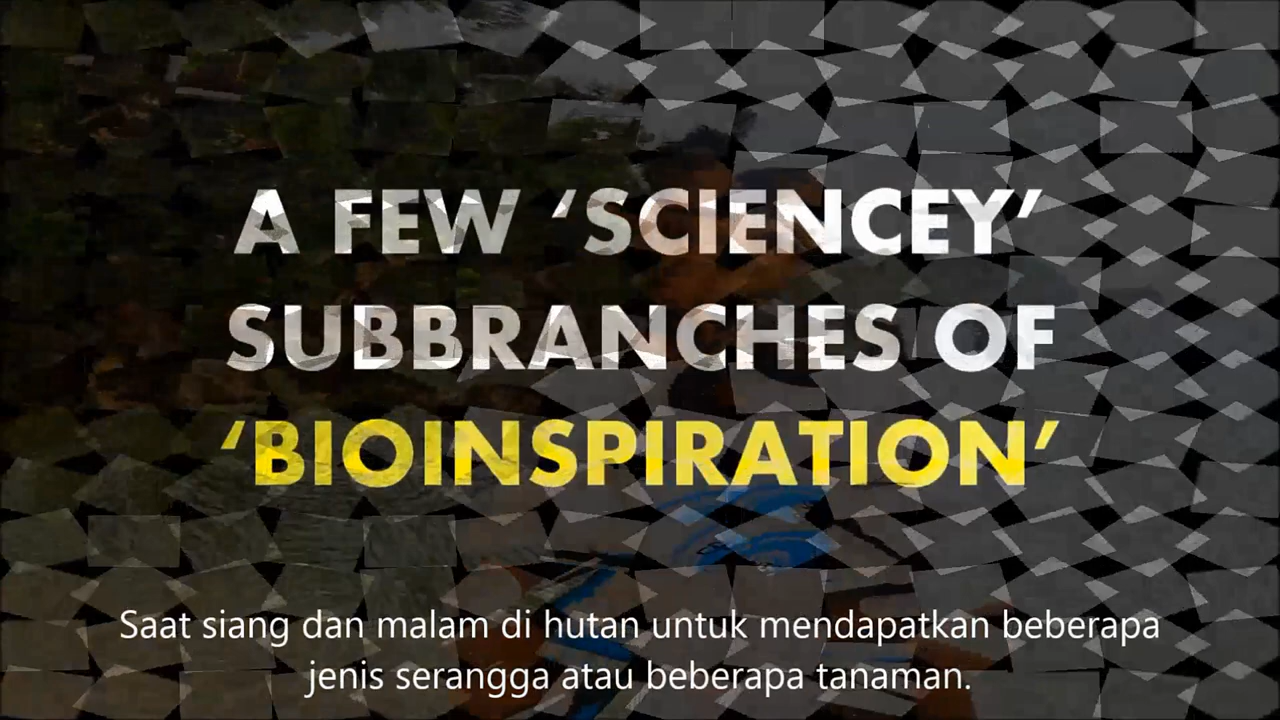 A FEW ‘SCIENCEY’
SUBBRANCHES OF
‘BIOINSPIRATION’
Saat siang dan malam di hutan untuk mendapatkan beberapa
jenis serangga atau beberapa tanaman.